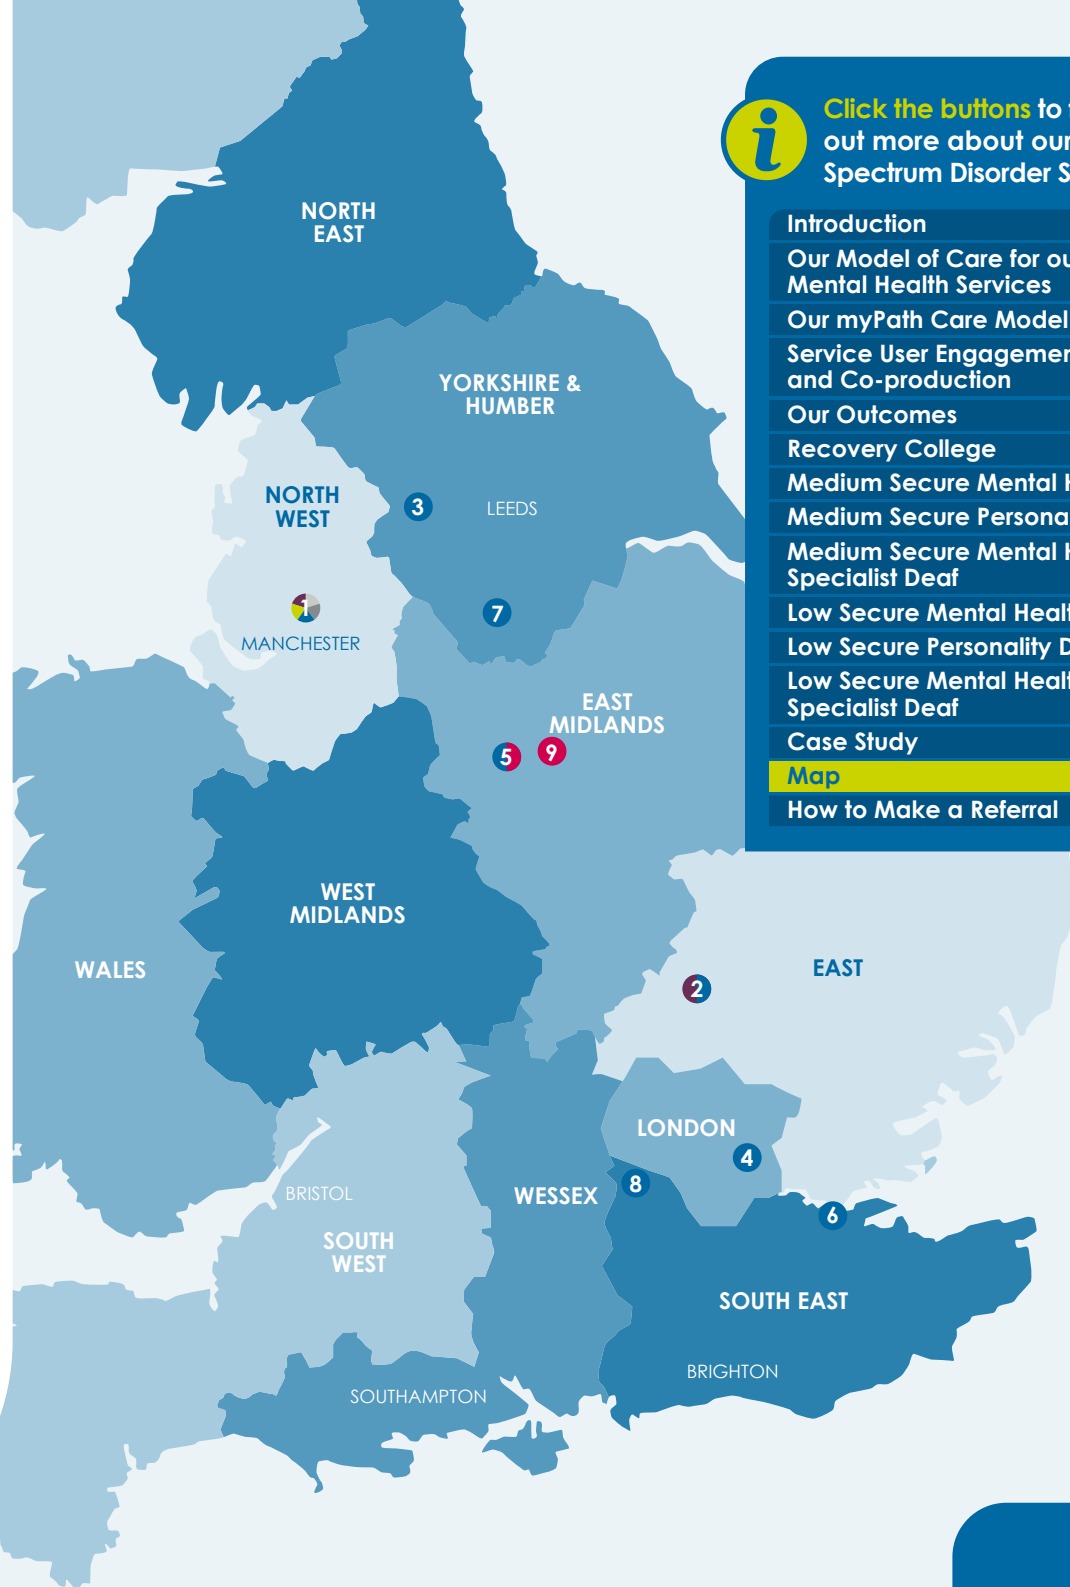 NORTH
EAST
YORKSHIRE &
HUMBER
NORTH
WEST
3
LEEDS
1
7
MANCHESTER
EAST
MIDLANDS
5
9
WEST
MIDLANDS
WALES
EAST
2
LONDON
4
8
BRISTOL
WESSEX
6
SOUTH
WEST
SOUTH EAST
BRIGHTON
SOUTHAMPTON
i
Click the buttons to
out more about our
Spectrum Disorder S
Introduction
Our Model of Care for ou
Mental Health Services
Our myPath Care Model
Service User Engagemen
and Co-production
Our Outcomes
Recovery College
Medium Secure Mental H
Medium Secure Persona
Medium Secure Mental H
Specialist Deaf
Low Secure Mental Healt
Low Secure Personality D
Low Secure Mental Healt
Specialist Deaf
Case Study
Map
How to Make a Referral